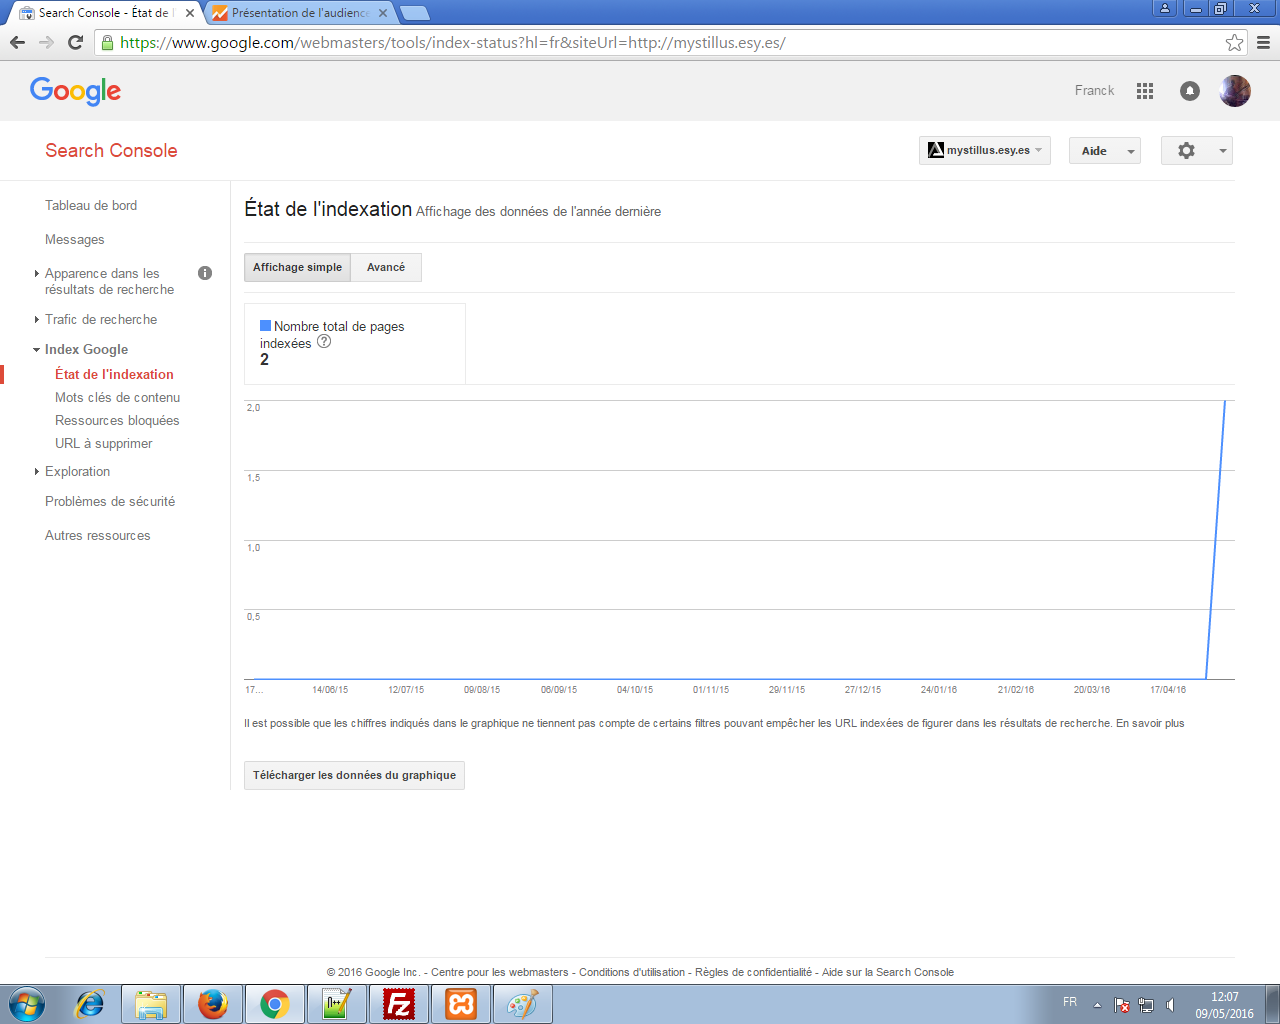 Search Console - État de l
Présentation de l'audience
https://www.google.com/webmasters/tools/index-status?hl=fr&siteUrl=http://mystillus.esy.es/
Google
Franck
Search Console
mystillus.esy.es
Aide
Tableau de bord
Messages
Apparence dans les
résultats de recherche
Trafic de recherche
Index Google
État de l'indexation
Mots clés de contenu
Ressources bloquées
URL à supprimer
Exploration
Problèmes de sécurité
Autres ressources
État de l'indexation Affichage des données de l'année dernière
Affichage simple
Avancé
Nombre total de pages
indexées ?
2
2,0
1,5
1,0
0,5
17... 14/06/15 12/07/15 09/08/15 06/09/15 04/10/15 01/11/15 29/11/15 27/12/15 24/01/16 21/02/16 20/03/16 17/04/16
Il est possible que les chiffres indiqués dans le graphique ne tiennent pas compte de certains filtres pouvant empêcher les URL indexées de figurer dans les résultats de recherche. En savoir plus
Télécharger les données du graphique
© 2016 Google Inc. - Centre pour les webmasters - Conditions d'utilisation - Règles de confidentialité - Aide sur la Search Console
FR
12:07
09/05/2016